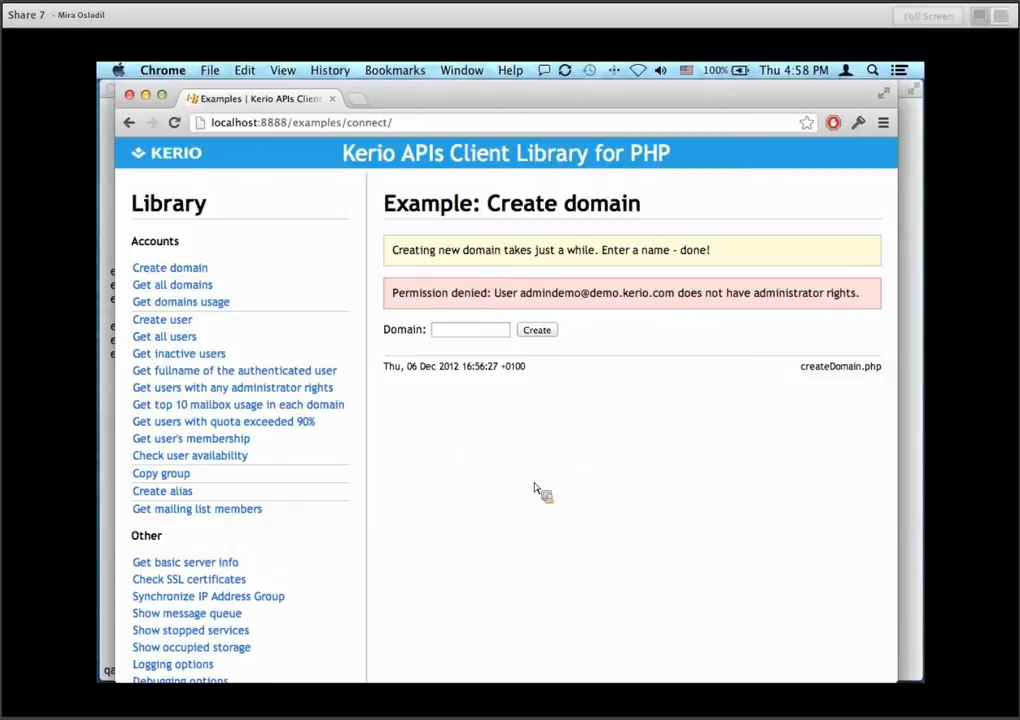 Share 7 - Mira Osladil
Full Screen
Chrome File Edit View History Bookmarks Window Help 100% Thu 4:58 PM
Examples | Kerio APIs Client
localhost:8888/examples/connect/
KERIO
Kerio APIs Client Library for PHP
Library
Accounts
Create domain
Get all domains
Get domains usage
Create user
Get all users
Get inactive users
Get fullname of the authenticated user
Get users with any administrator rights
Get top 10 mailbox usage in each domain
Get users with quota exceeded 90%
Get user's membership
Check user availability
Copy group
Create alias
Get mailing list members
Other
Get basic server info
Check SSL certificates
Synchronize IP Address Group
Show message queue
Show stopped services
Show occupied storage
Logging options
Debugging options
Example: Create domain
Creating new domain takes just a while. Enter a name - done!
Permission denied: User admindemo@demo.kerio.com does not have administrator rights.
Domain:
Create
Thu, 06 Dec 2012 16:56:27 +0100
createDomain.php